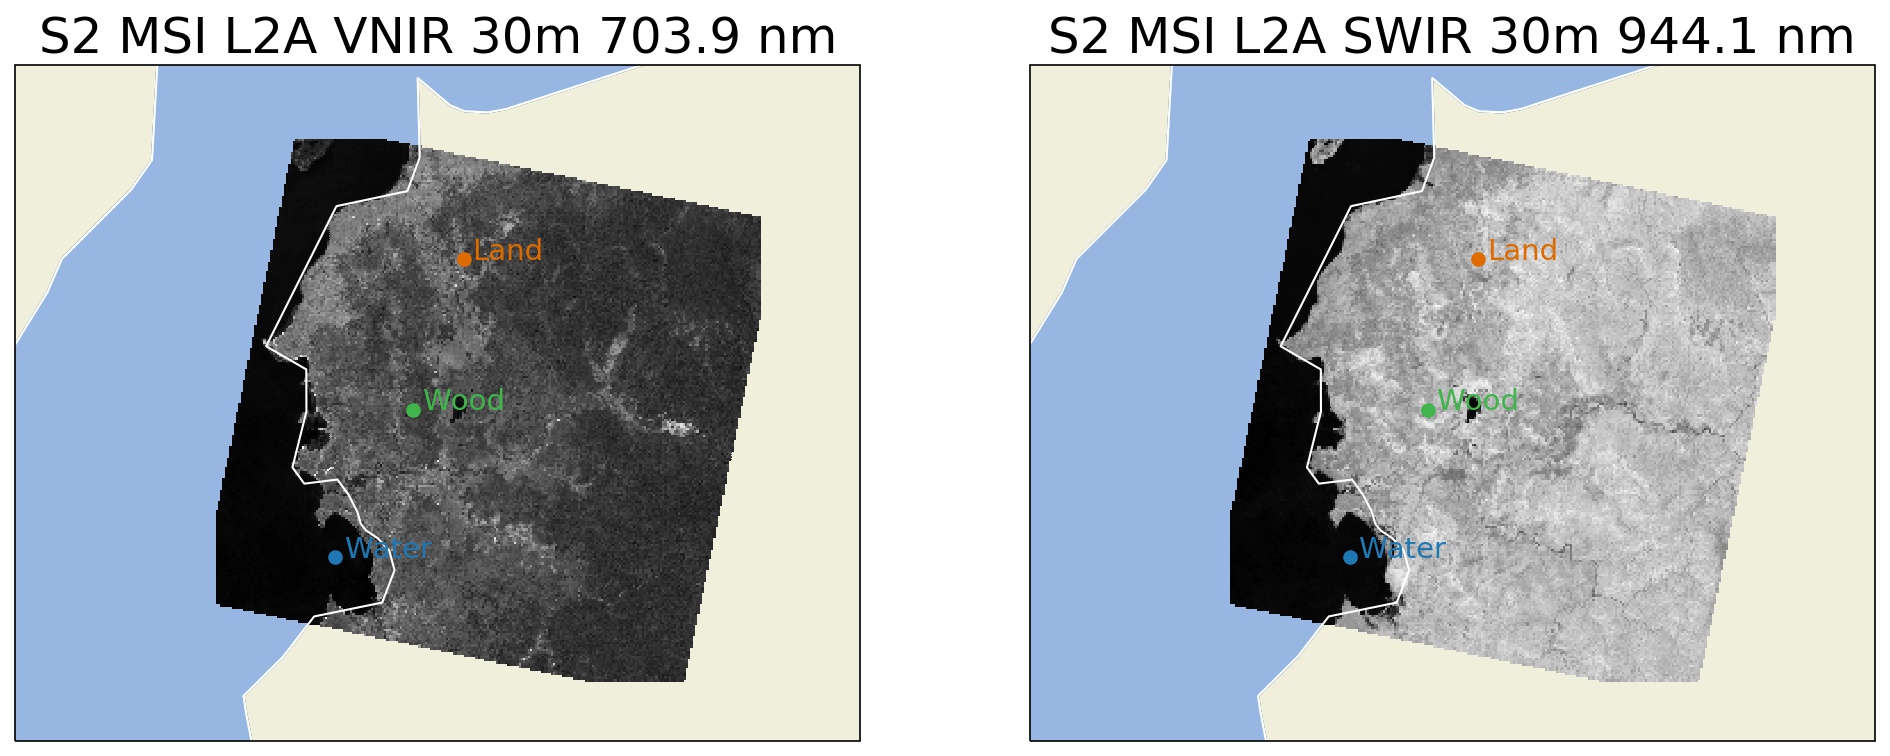 S2 MSI L2A VNIR 30m 703.9 nm
S2 MSI L2A SWIR 30m 944.1 nm
Land
Wood
Water
Land
Wood
Water